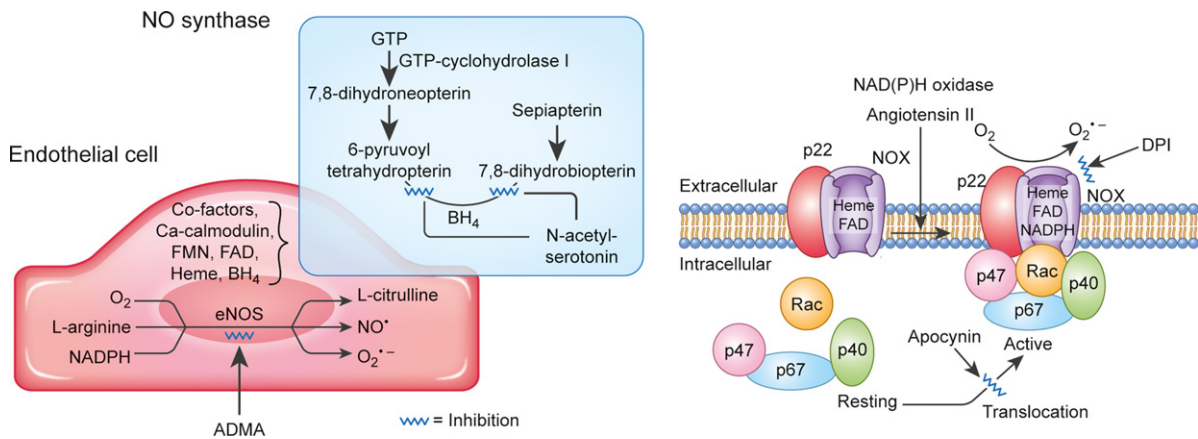 NO synthase
GTP
GTP-cyclohydrolase I
7,8-dihydroneopterin
Sepiapterin
6-pyruvoyl
tetrahydropterin
7,8-dihydrobiopterin
BH4
N-acetyl-
serotonin
Endothelial cell
Co-factors,
Ca-calmodulin,
FMN, FAD,
Heme, BH4
O2
L-arginine
NADPH
eNOS
L-citrulline
NO•
O2•−
ADMA
= Inhibition
NAD(P)H oxidase
Angiotensin II
O2
O2•−
DPI
p22
NOX
p22
NOX
Extracellular
Heme
FAD
Heme
FAD
NADPH
Intracellular
p47
Rac
p40
p67
Rac
p47
p67
p40
Apocynin
Active
Resting
Translocation